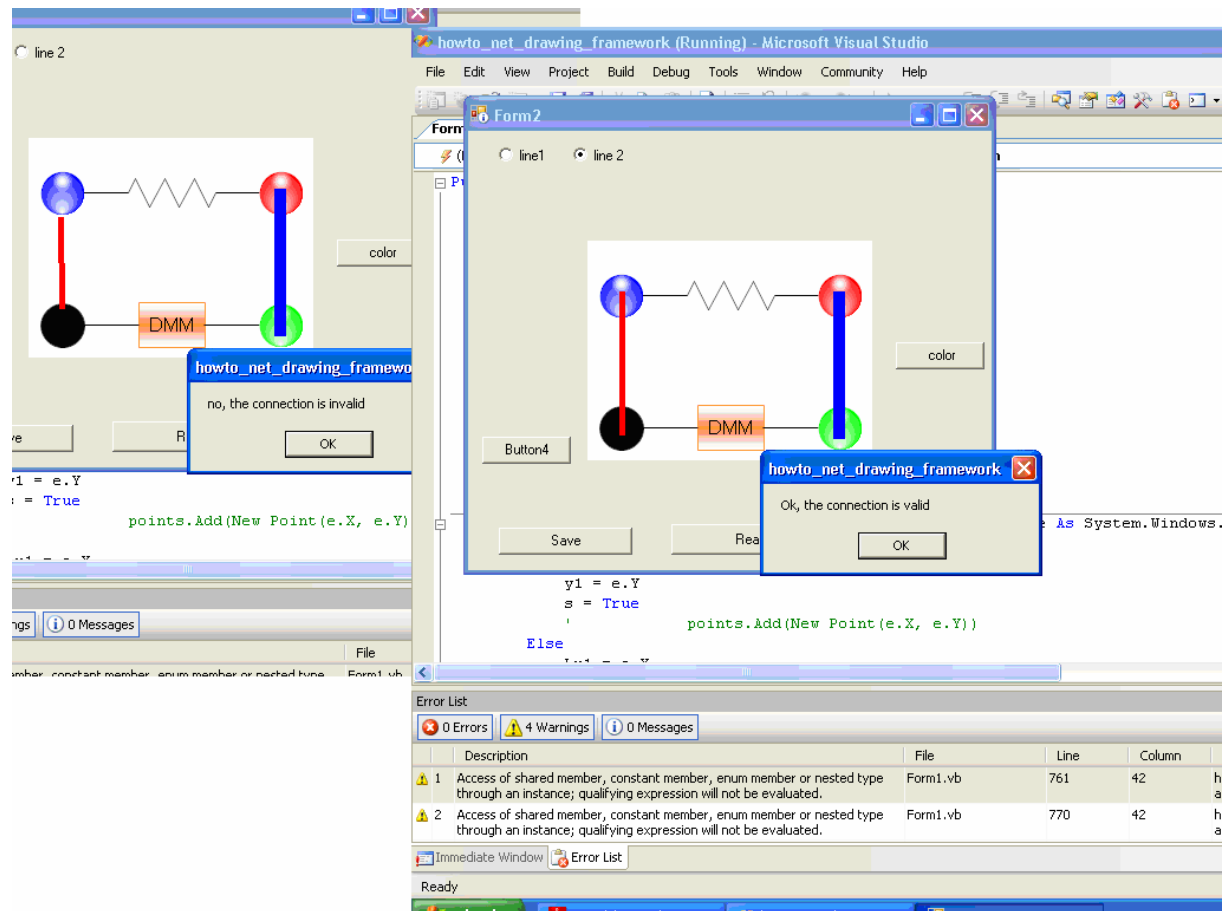 line 2
color
DMM
howto_net_drawing_framewo
no, the connection is invalid
OK
y1 = e.Y
s = True
points.Add(New Point(e.X, e.Y)
0 Messages
File
ember, constant member, enum member or nested type Form1.vb
howto_net_drawing_framework (Running) - Microsoft Visual St
File Edit View Project Build Debug Tools Window Community Help
Form2
line1 line 2
color
DMM
Button4
Save Rea
howto_net_drawing_framework
Ok, the connection is valid
OK
e As System.Windows.
y1 = e.Y
s = True
' points.Add(New Point(e.X, e.Y))
Else
Error List
0 Errors 4 Warnings 0 Messages
Description File Line Column
1 Access of shared member, constant member, enum member or nested type Form1.vb 761 42
through an instance; qualifying expression will not be evaluated.
2 Access of shared member, constant member, enum member or nested type Form1.vb 770 42
through an instance; qualifying expression will not be evaluated.
Immediate Window Error List
Ready